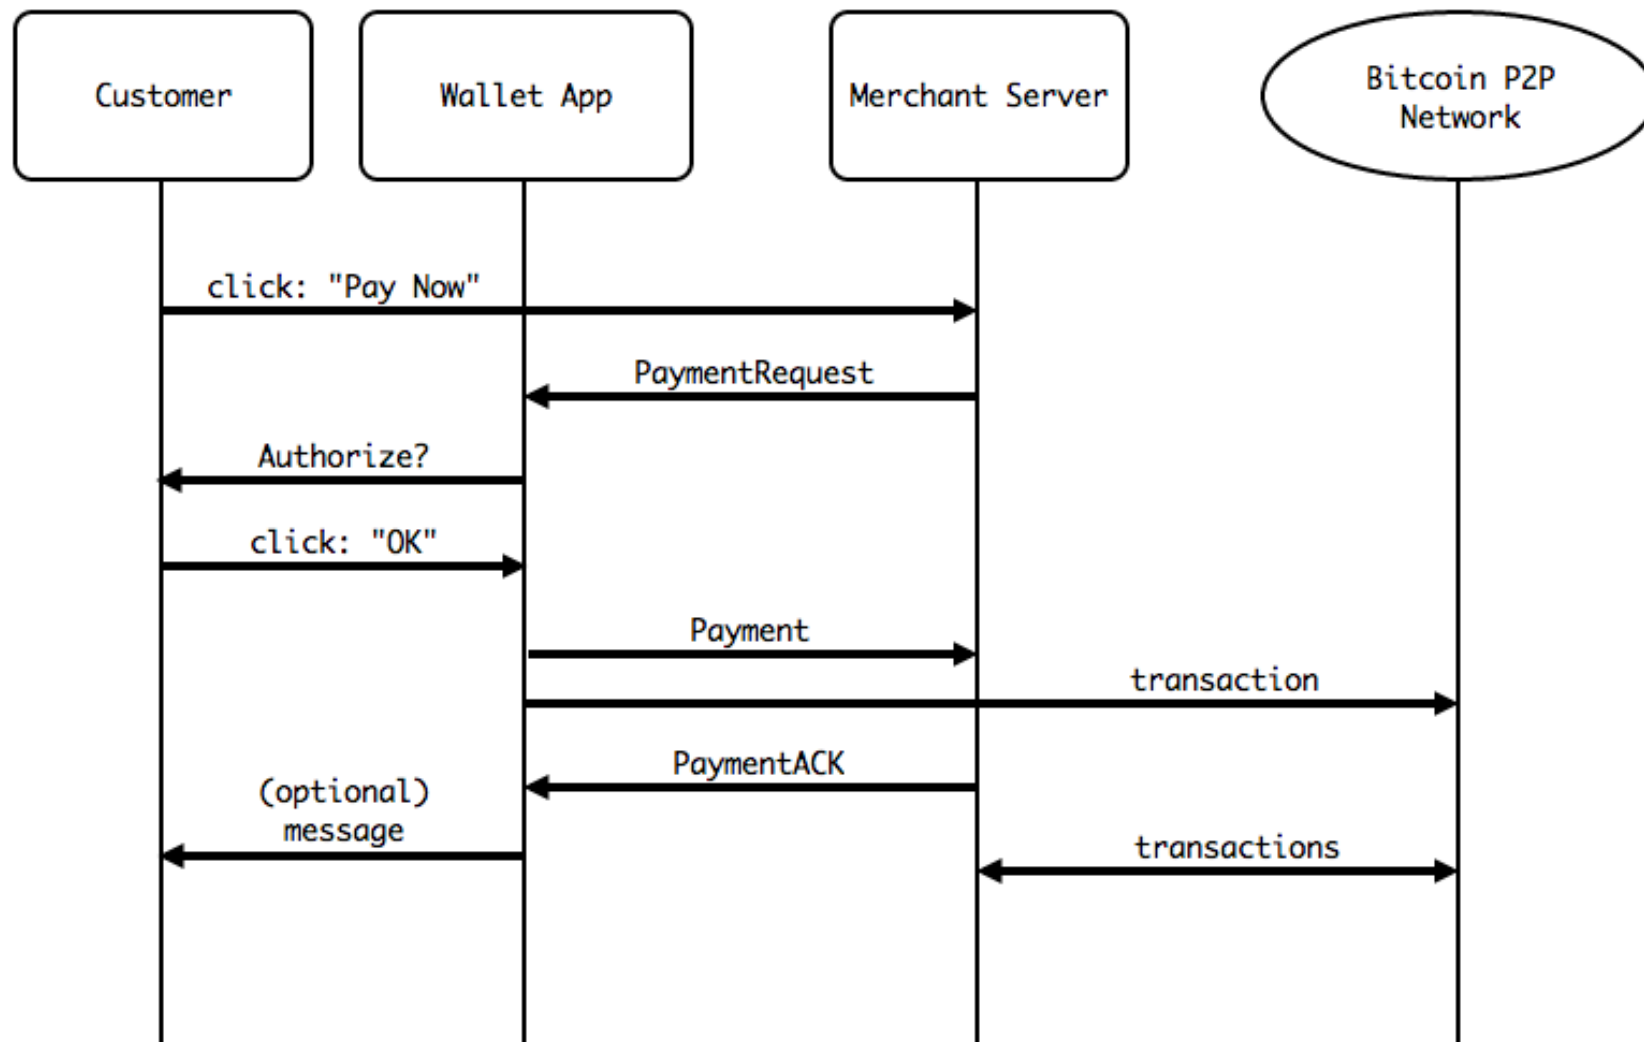 Customer
Wallet App
Merchant Server
Bitcoin P2P
Network
click: "Pay Now"
PaymentRequest
Authorize?
click: "OK"
Payment
transaction
PaymentACK
(optional)
message
transactions